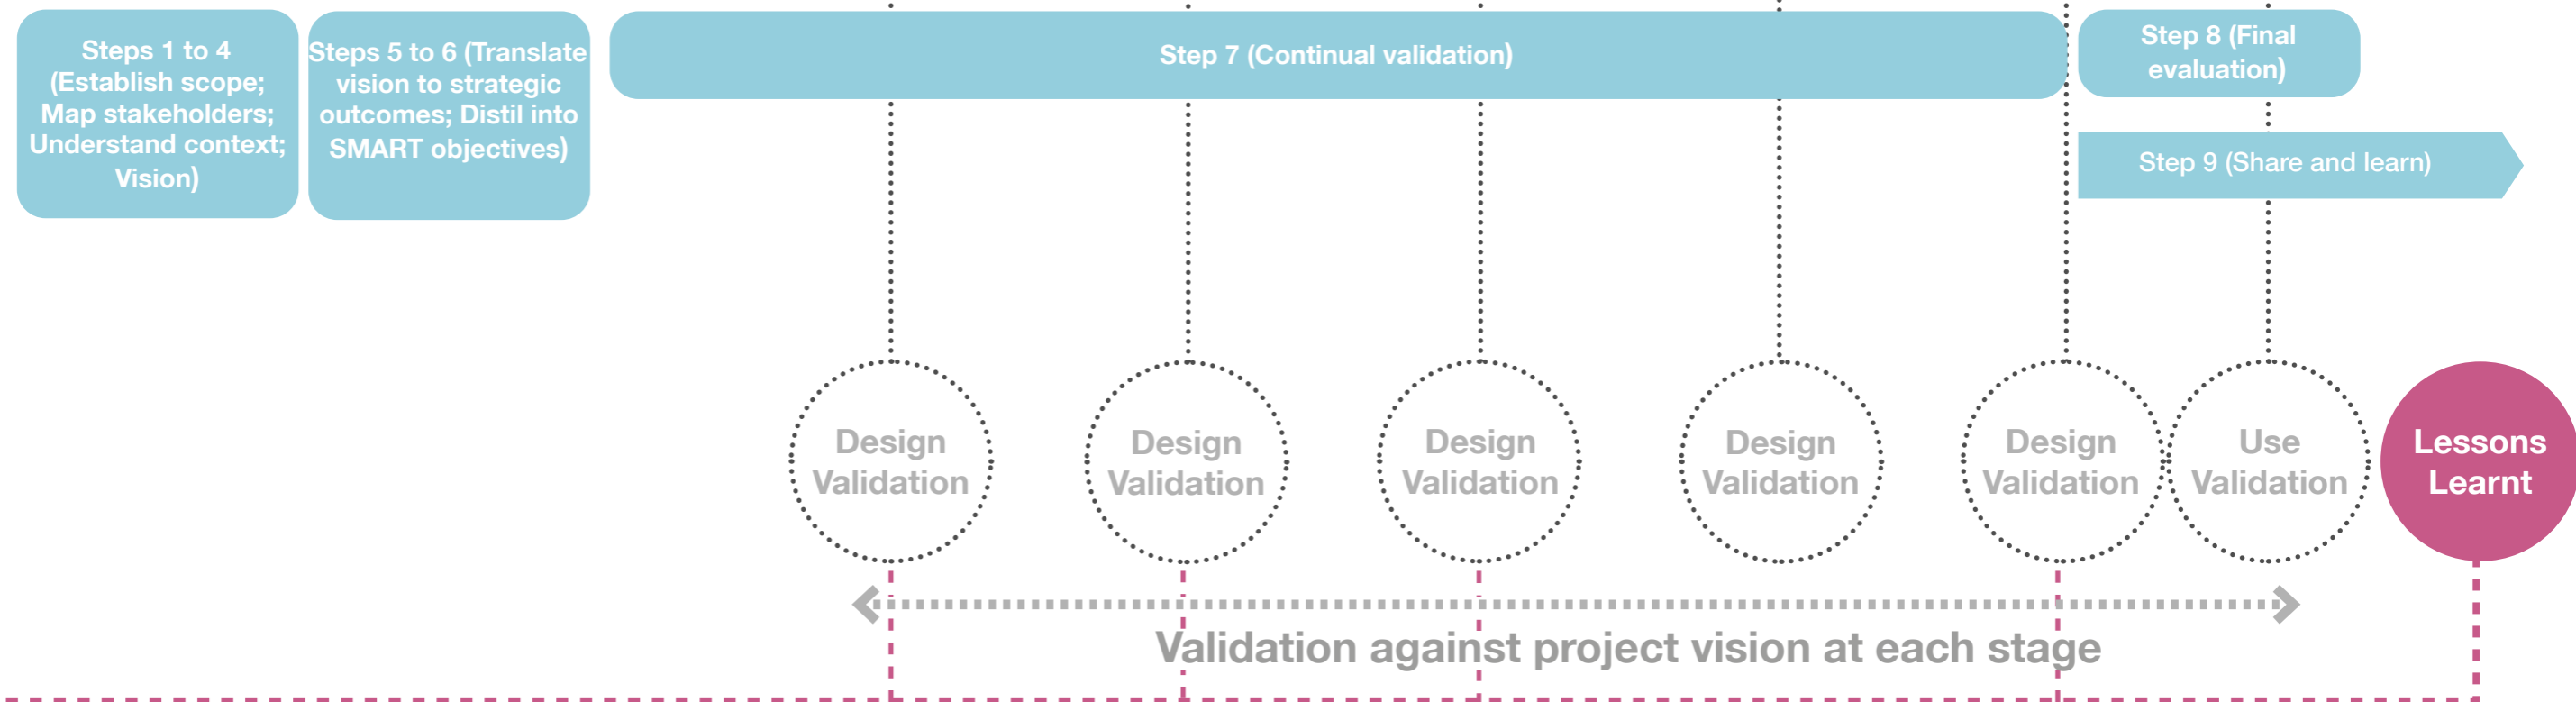 Steps 1 to 4
(Establish scope;
Map stakeholders;
Understand context;
Vision)
Steps 5 to 6 (Translate
vision to strategic
outcomes; Distil into
SMART objectives)
Step 7 (Continual validation)
Step 8 (Final
evaluation)
Step 9 (Share and learn)
Design
Validation
Design
Validation
Design
Validation
Design
Validation
Design
Validation
Use
Validation
Lessons
Learnt
Validation against project vision at each stage